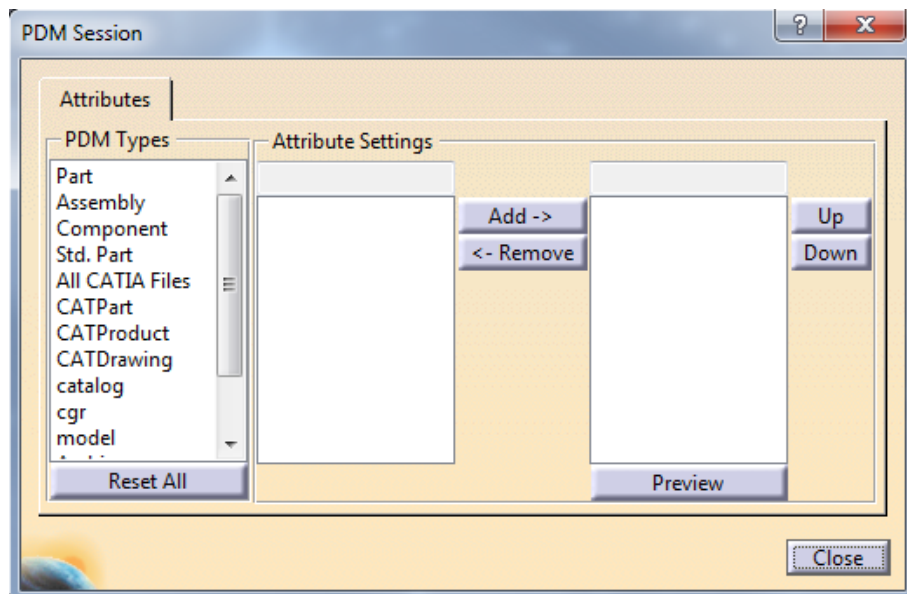 PDM Session
?
X
Attributes
PDM Types
Attribute Settings
Part
Assembly
Component
Std. Part
All CATIA Files
CATPart
CATProduct
CATDrawing
catalog
cgr
model
Reset All
Add ->
<- Remove
Preview
Up
Down
Close